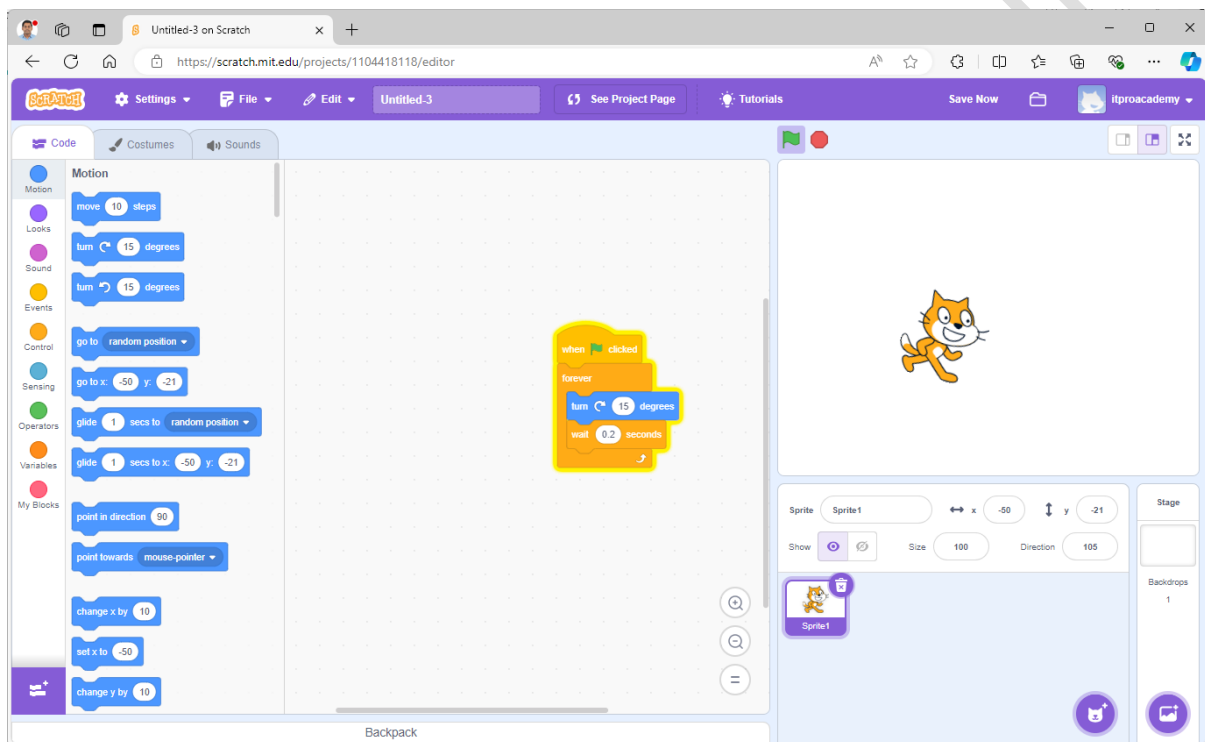 Untitled-3 on Scratch
https://scratch.mit.edu/projects/1104418118/editor
SCRATCH Settings File Edit Untitled-3 See Project Page Tutorials Save Now itproacademy
Code Costumes Sounds
Motion
Looks
Sound
Events
Control
Sensing
Operators
Variables
My Blocks
Motion
move 10 steps
turn 15 degrees
turn 15 degrees
go to random position
go to x: -50 y: -21
glide 1 secs to random position
glide 1 secs to x: -50 y: -21
point in direction 90
point towards mouse-pointer
change x by 10
set x to -50
change y by 10
when clicked
forever
turn 15 degrees
wait 0.2 seconds
Backpack
Sprite Sprite1 x -50 y -21
Show Size 100 Direction 105
Sprite1
Stage
Backdrops
1